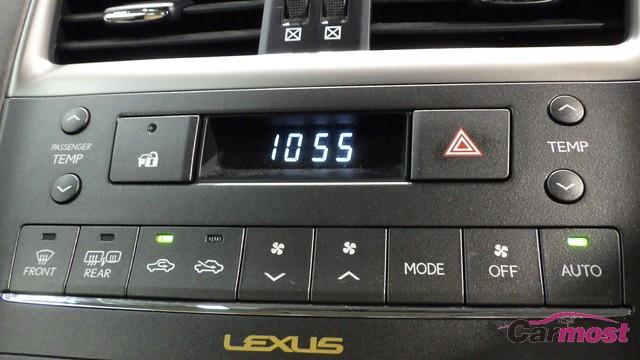 1055
PASSENGER
TEMP
TEMP
FRONT
REAR
MODE
OFF
AUTO
LEXUS
Carmost